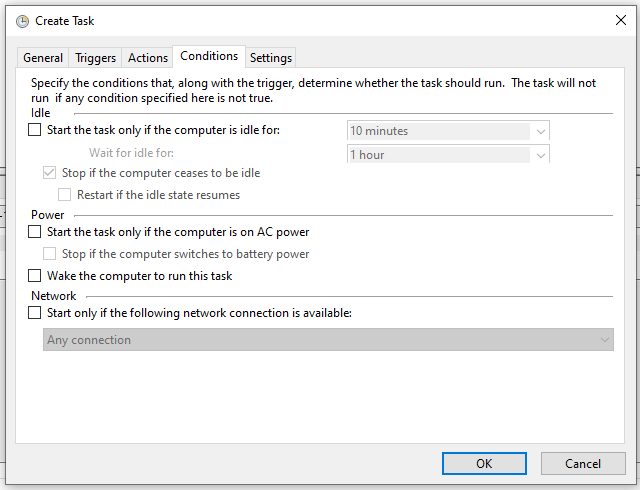 Create Task
General Triggers Actions Conditions Settings
Specify the conditions that, along with the trigger, determine whether the task should run.  The task will not
run  if any condition specified here is not true.
Idle
Start the task only if the computer is idle for: 10 minutes
Wait for idle for: 1 hour
Stop if the computer ceases to be idle
Restart if the idle state resumes
Power
Start the task only if the computer is on AC power
Stop if the computer switches to battery power
Wake the computer to run this task
Network
Start only if the following network connection is available:
Any connection
OK Cancel